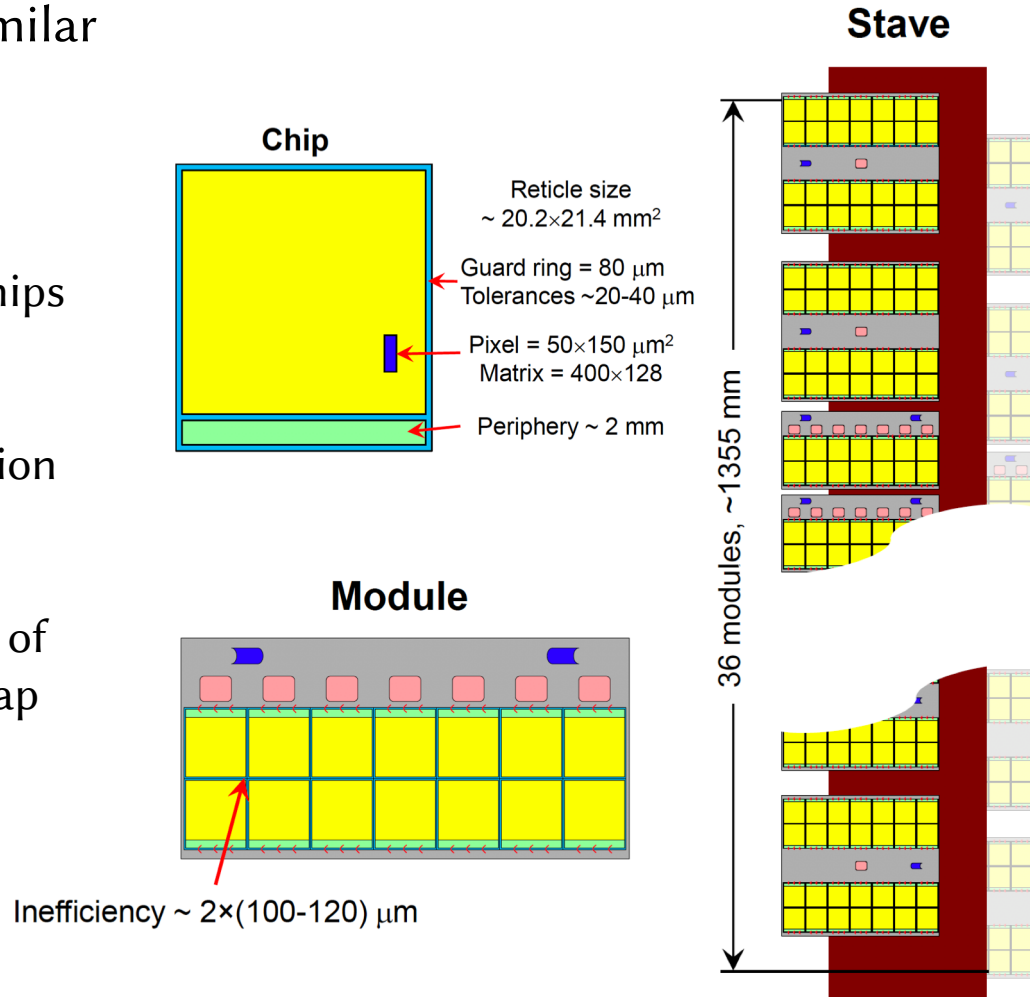 milar
Stave
Chip
Reticle size
~ 20.2×21.4 mm²
hips
Guard ring = 80 μm
Tolerances ~20-40 μm
Pixel = 50×150 μm²
Matrix = 400×128
Periphery ~ 2 mm
ion
36 modules, ~1355 mm
Module
of
ap
Inefficiency ~ 2×(100-120) μm